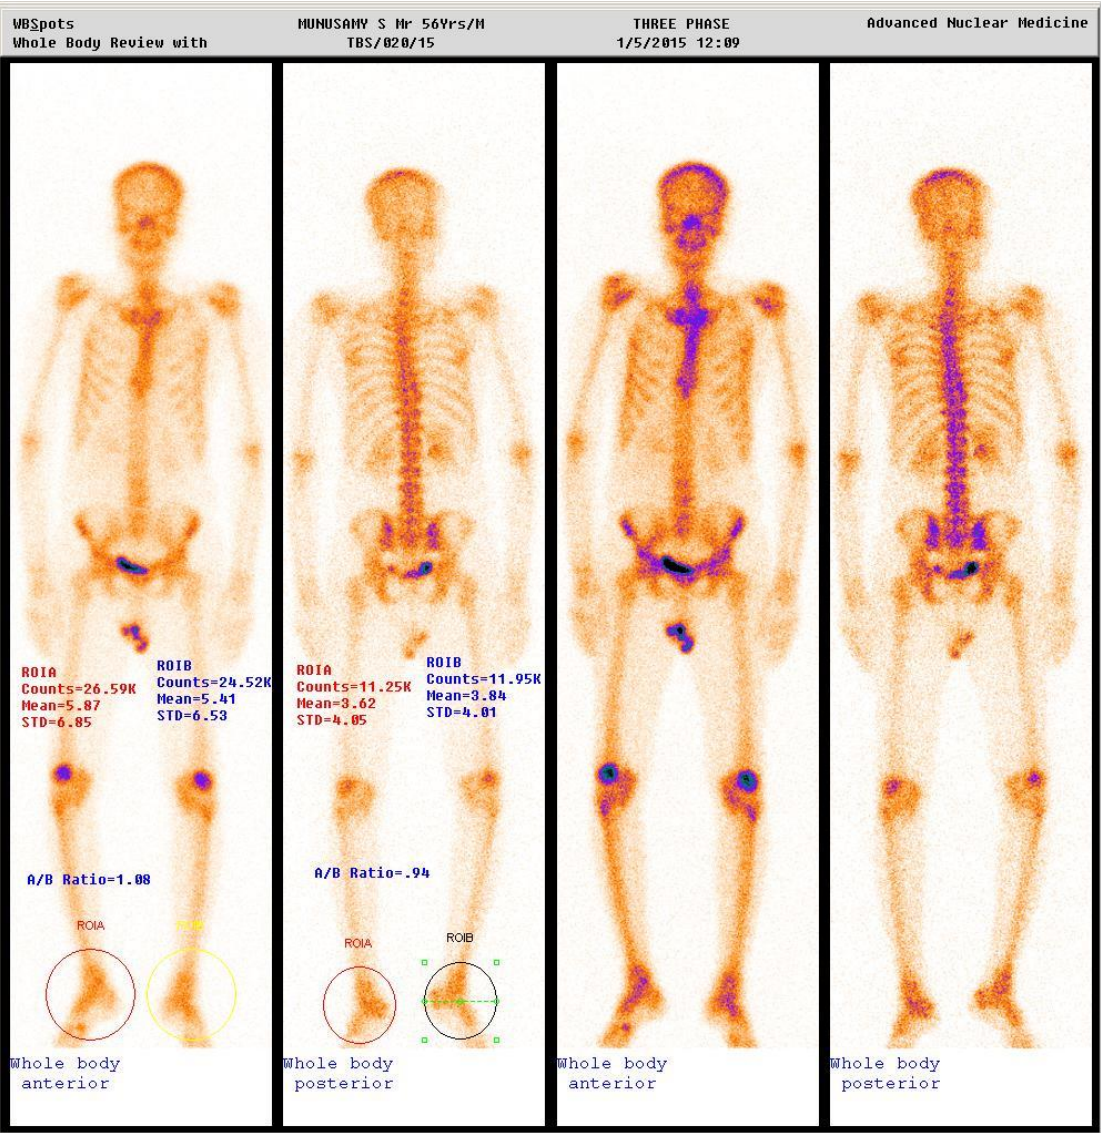 WBSpots
Whole Body Review with
MUNUSAMY S Mr 56Yrs/M
TBS/020/15
THREE PHASE
1/5/2015 12:09
Advanced Nuclear Medicine
ROIA
Counts=26.59K
Mean=5.87
STD=6.85
ROIB
Counts=24.52K
Mean=5.41
STD=6.53
A/B Ratio=1.08
ROIA
Whole body
anterior
ROIA
Counts=11.25K
Mean=3.62
STD=4.05
ROIB
Counts=11.95K
Mean=3.84
STD=4.01
A/B Ratio=.94
ROIA
ROIB
Whole body
posterior
Whole body
anterior
Whole body
posterior